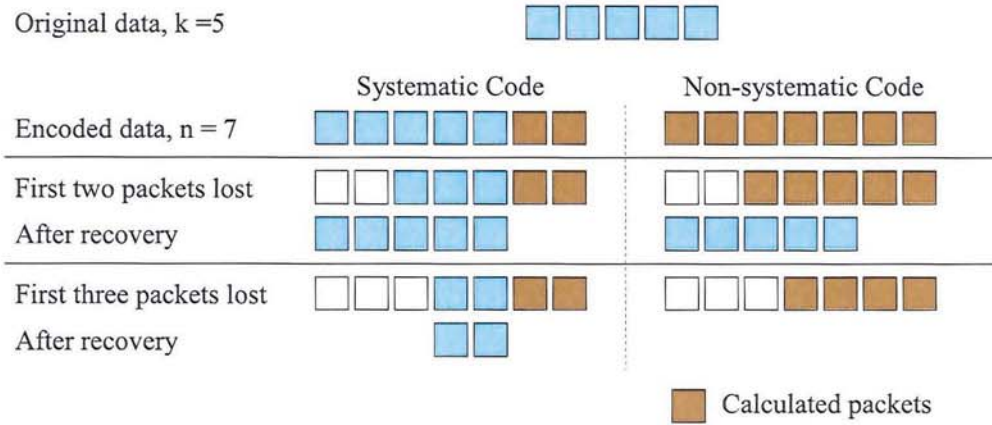 Original data, k =5
Systematic Code
Non-systematic Code
Encoded data, n = 7
First two packets lost
After recovery
First three packets lost
After recovery
Calculated packets